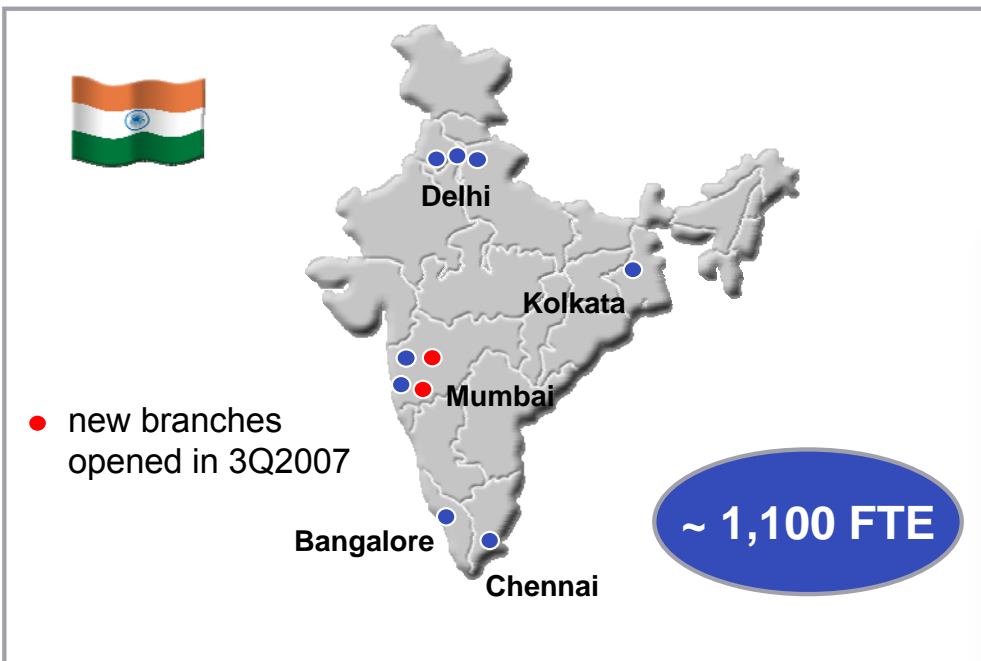 Delhi
Kolkata
Mumbai
new branches
opened in 3Q2007
~ 1,100 FTE
Bangalore
Chennai